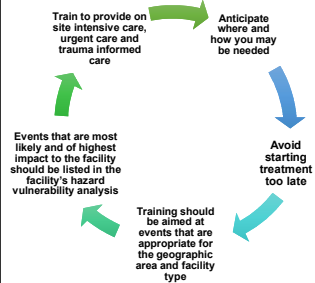 Train to provide on
site intensive care,
urgent care and
trauma informed
care
Anticipate
where and
how you may
be needed
Avoid
starting
treatment
too late
Training should
be aimed at
events that are
appropriate for
the geographic
area and facility
type
Events that are most
likely and of highest
impact to the facility
should be listed in the
facility's hazard
vulnerability analysis